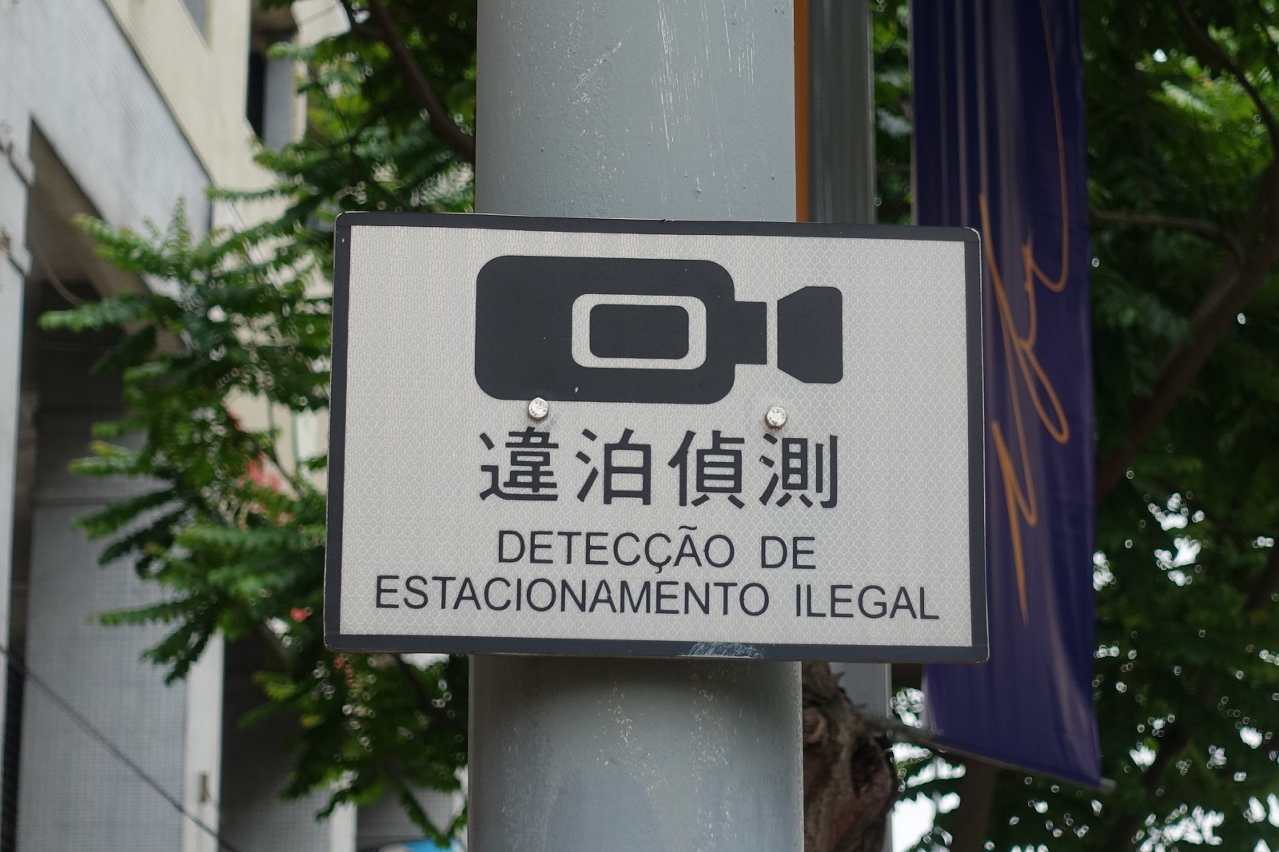 違泊偵測
DETECÇÃO DE
ESTACIONAMENTO ILEGAL